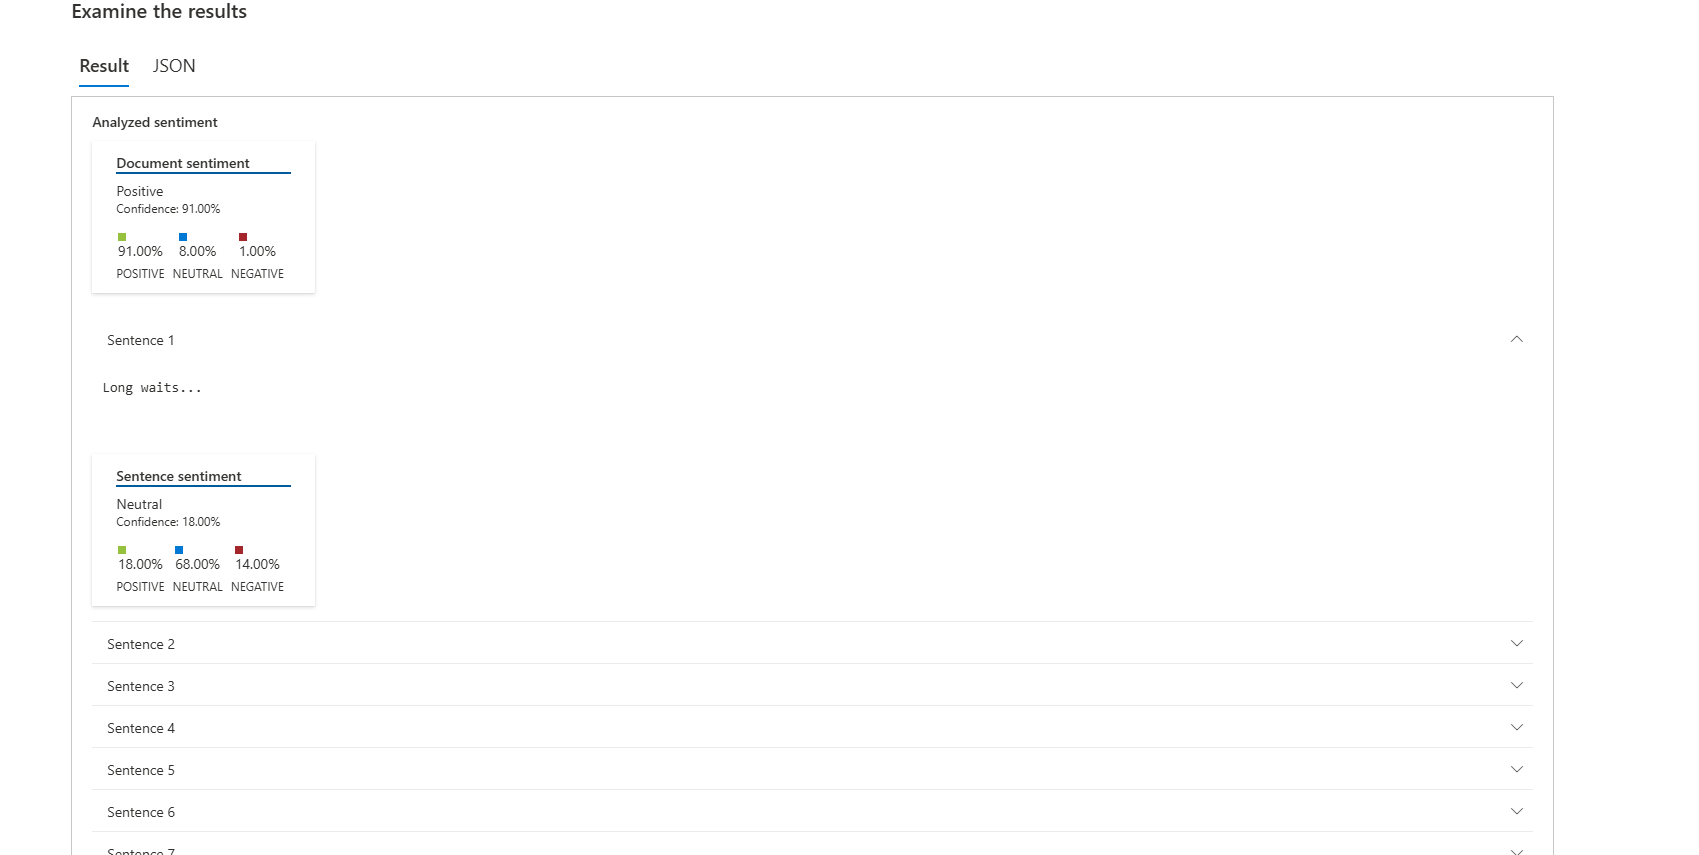 Examine the results
Result JSON
Analyzed sentiment
Document sentiment
Positive
Confidence: 91.00%
91.00% 8.00% 1.00%
POSITIVE NEUTRAL NEGATIVE
Sentence 1
Long waits...
Sentence sentiment
Neutral
Confidence: 18.00%
18.00% 68.00% 14.00%
POSITIVE NEUTRAL NEGATIVE
Sentence 2
Sentence 3
Sentence 4
Sentence 5
Sentence 6
Sentence 7